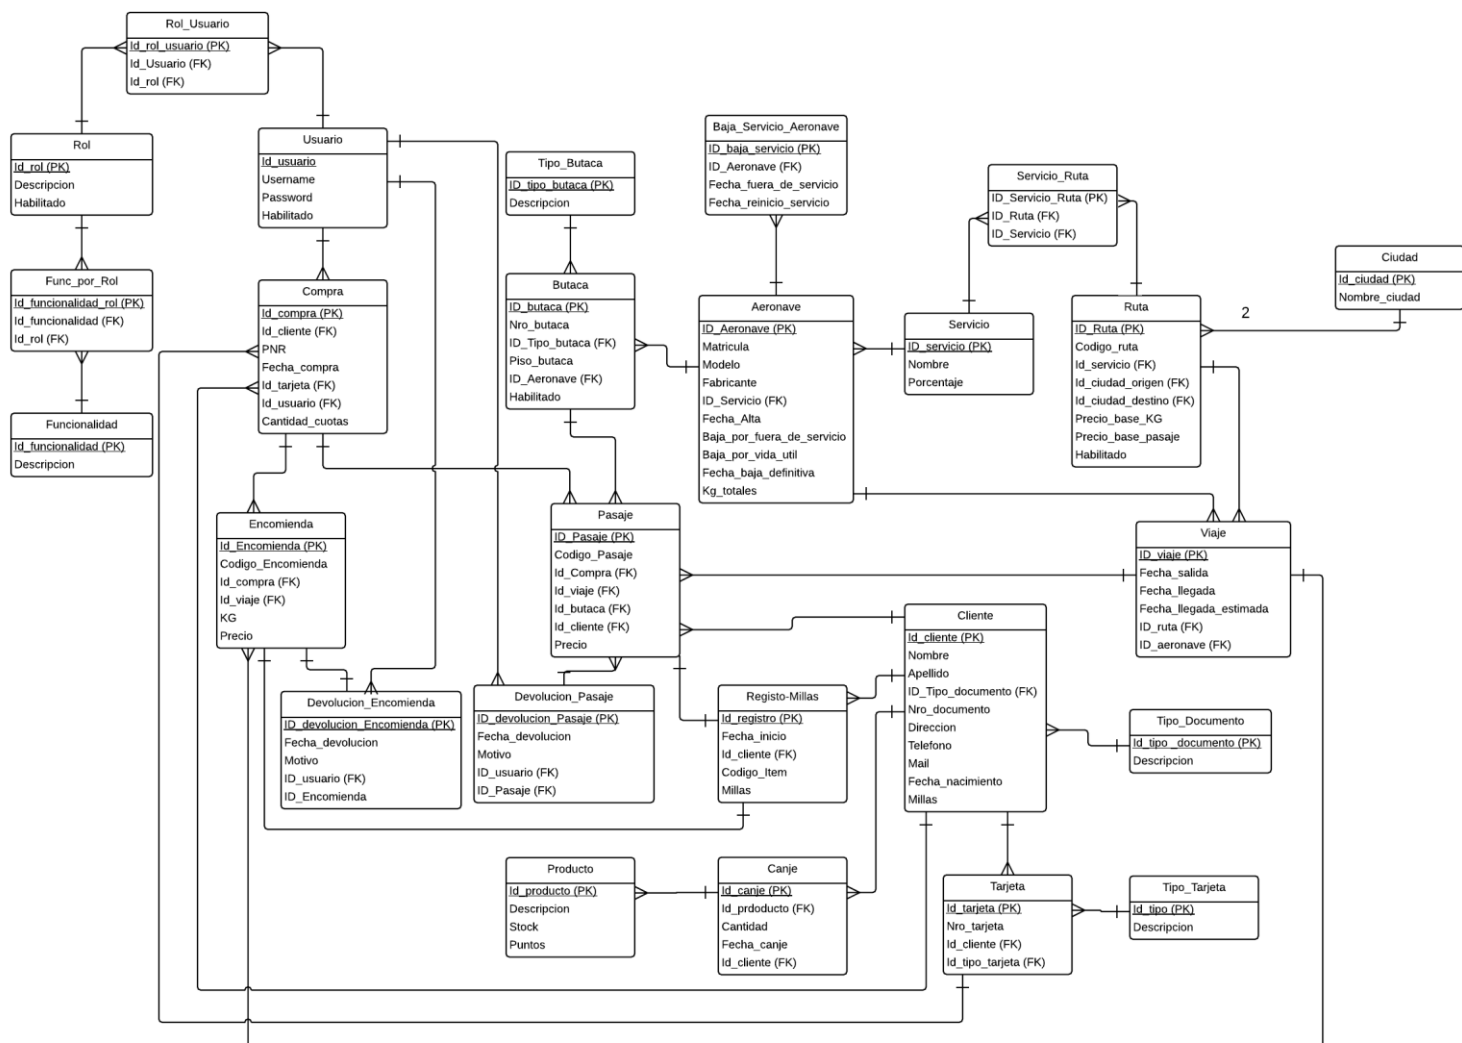 Rol_Usuario
Id_rol_usuario (PK)
Id_Usuario (FK)
Id_rol (FK)
Rol
Id_rol (PK)
Descripcion
Habilitado
Usuario
Id_usuario
Username
Password
Habilitado
Tipo_Butaca
ID_tipo_butaca (PK)
Descripcion
Baja_Servicio_Aeronave
ID_baja_servicio (PK)
ID_Aeronave (FK)
Fecha_fuera_de_servicio
Fecha_reinicio_servicio
Servicio_Ruta
ID_Servicio_Ruta (PK)
ID_Ruta (FK)
ID_Servicio (FK)
Ciudad
Id_ciudad (PK)
Nombre_ciudad
2
Func_por_Rol
Id_funcionalidad_rol (PK)
Id_funcionalidad (FK)
Id_rol (FK)
Compra
Id_compra (PK)
Id_cliente (FK)
PNR
Fecha_compra
Id_tarjeta (FK)
Id_usuario (FK)
Cantidad_cuotas
Butaca
ID_butaca (PK)
Nro_butaca
ID_Tipo_butaca (FK)
Piso_butaca
ID_Aeronave (FK)
Habilitado
Aeronave
ID_Aeronave (PK)
Matricula
Modelo
Fabricante
ID_Servicio (FK)
Fecha_Alta
Baja_por_fuera_de_servicio
Baja_por_vida_util
Fecha_baja_definitiva
Kg_totales
Servicio
ID_servicio (PK)
Nombre
Porcentaje
Ruta
ID_Ruta (PK)
Codigo_ruta
Id_servicio (FK)
Id_ciudad_origen (FK)
Id_ciudad_destino (FK)
Precio_base_KG
Precio_base_pasaje
Habilitado
Funcionalidad
Id_funcionalidad (PK)
Descripcion
Encomienda
Id_Encomienda (PK)
Codigo_Encomienda
Id_compra (FK)
Id_viaje (FK)
KG
Precio
Pasaje
ID_Pasaje (PK)
Codigo_Pasaje
Id_Compra (FK)
Id_viaje (FK)
Id_butaca (FK)
Id_cliente (FK)
Precio
Viaje
ID_viaje (PK)
Fecha_salida
Fecha_llegada
Fecha_llegada_estimada
ID_ruta (FK)
ID_aeronave (FK)
Cliente
Id_cliente (PK)
Nombre
Apellido
ID_Tipo_documento (FK)
Nro_documento
Direccion
Telefono
Mail
Fecha_nacimiento
Millas
Devolucion_Encomienda
ID_devolucion_Encomienda (PK)
Fecha_devolucion
Motivo
ID_usuario (FK)
ID_Encomienda
Devolucion_Pasaje
ID_devolucion_Pasaje (PK)
Fecha_devolucion
Motivo
ID_usuario (FK)
ID_Pasaje (FK)
Registo-Millas
Id_registro (PK)
Fecha_inicio
Id_cliente (FK)
Codigo_Item
Millas
Tipo_Documento
Id_tipo _documento (PK)
Descripcion
Producto
Id_producto (PK)
Descripcion
Stock
Puntos
Canje
Id_canje (PK)
Id_prdoducto (FK)
Cantidad
Fecha_canje
Id_cliente (FK)
Tarjeta
Id_tarjeta (PK)
Nro_tarjeta
Id_cliente (FK)
Id_tipo_tarjeta (FK)
Tipo_Tarjeta
Id_tipo (PK)
Descripcion